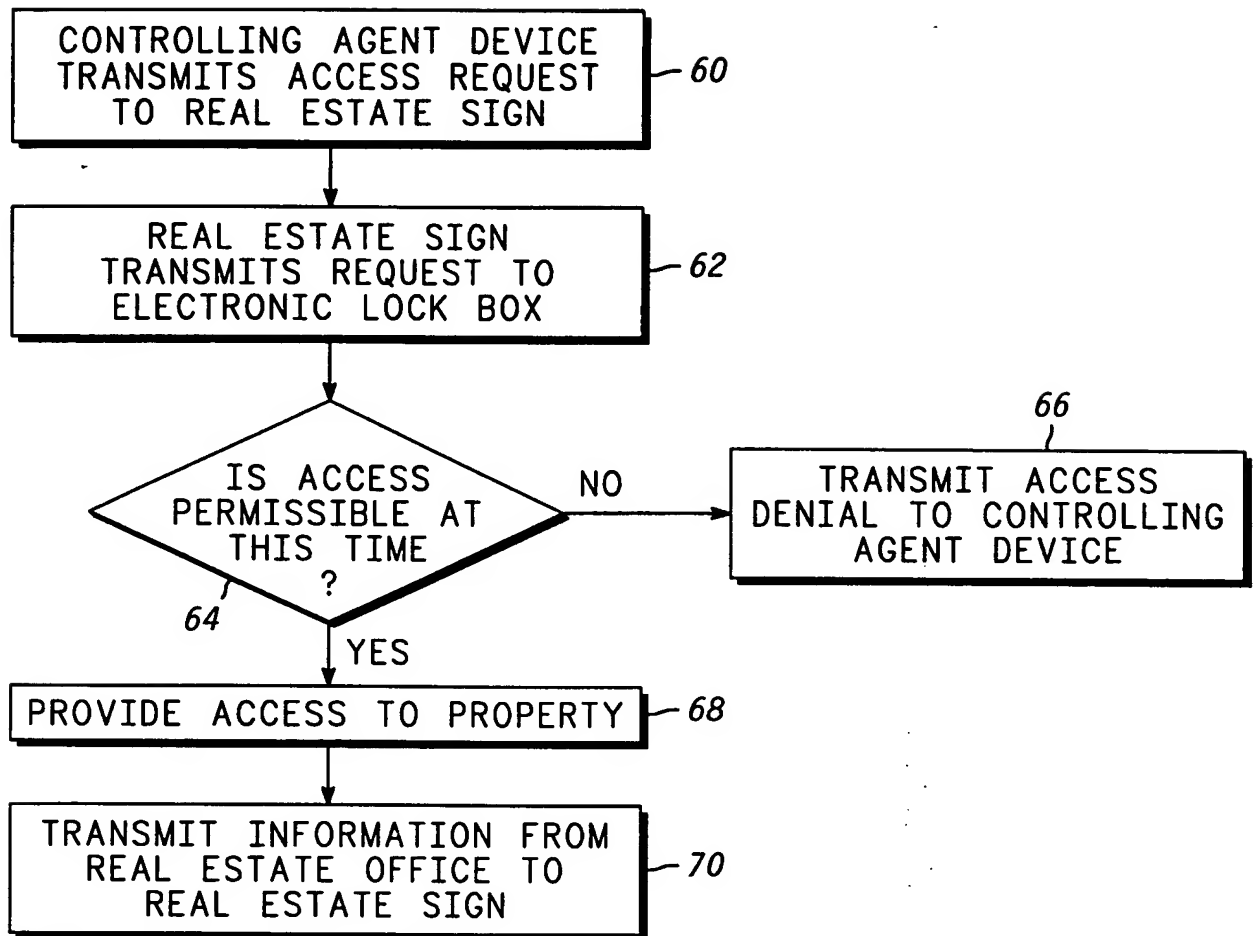 CONTROLLING AGENT DEVICE
TRANSMITS ACCESS REQUEST
TO REAL ESTATE SIGN
60
REAL ESTATE SIGN
TRANSMITS REQUEST TO
ELECTRONIC LOCK BOX
62
IS ACCESS
PERMISSIBLE AT
THIS TIME
?
64
NO
66
TRANSMIT ACCESS
DENIAL TO CONTROLLING
AGENT DEVICE
YES
PROVIDE ACCESS TO PROPERTY
68
TRANSMIT INFORMATION FROM
REAL ESTATE OFFICE TO
REAL ESTATE SIGN
70